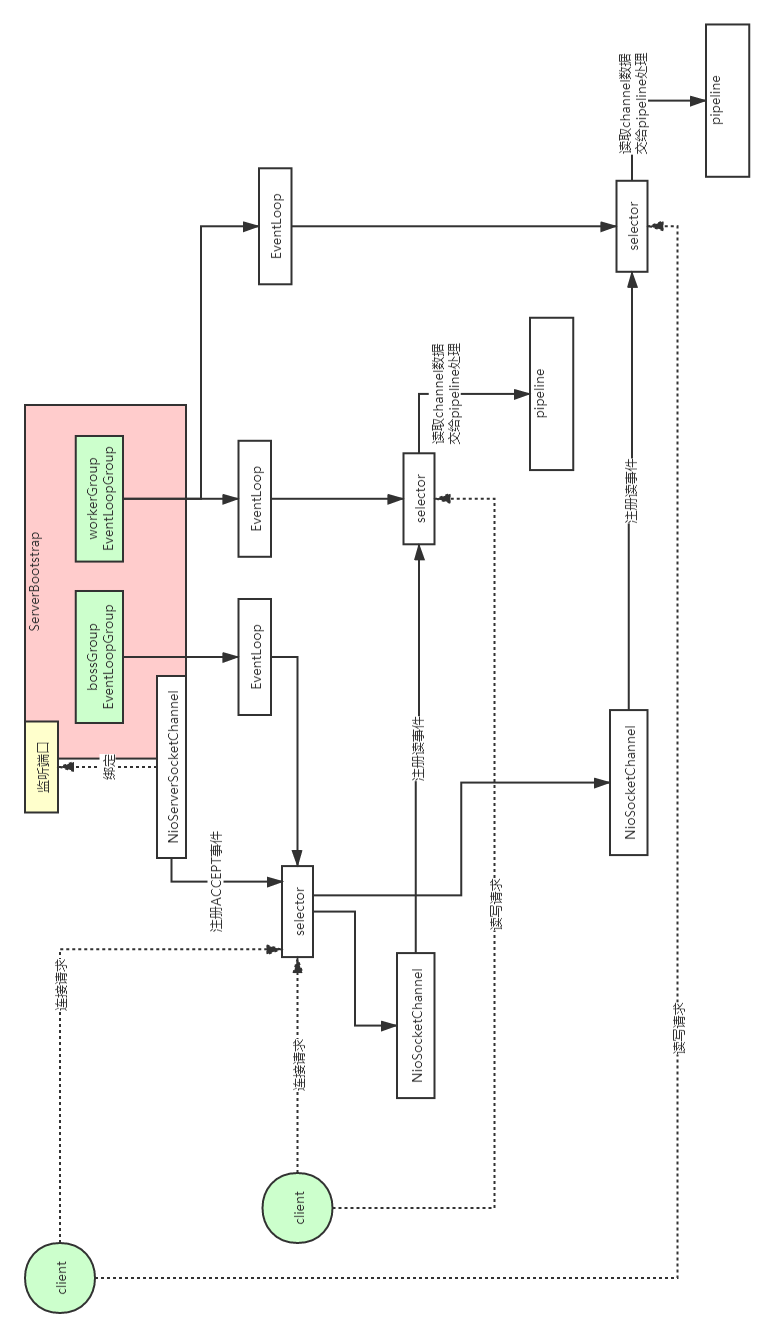 ServerBootstrap
监听端口
绑定
bossGroup
EventLoopGroup
workerGroup
EventLoopGroup
NioServerSocketChannel
注册ACCEPT事件
EventLoop
EventLoop
EventLoop
连接请求
连接请求
client
client
selector
selector
selector
NioSocketChannel
NioSocketChannel
注册读事件
注册读事件
读取channel数据
交给pipeline处理
pipeline
读取channel数据
交给pipeline处理
pipeline
读写请求
读写请求